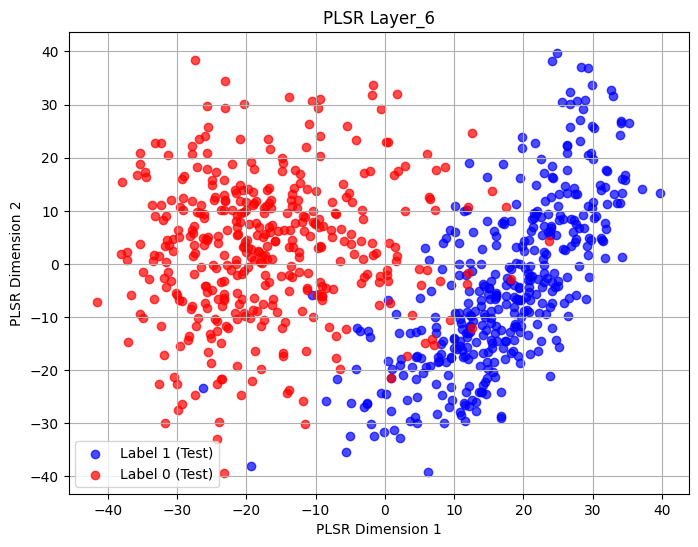 PLSR Layer_6
PLSR Dimension 2
40
30
20
10
0
−10
−20
−30
−40
Label 1 (Test)
Label 0 (Test)
−40 −30 −20 −10 0 10 20 30 40
PLSR Dimension 1